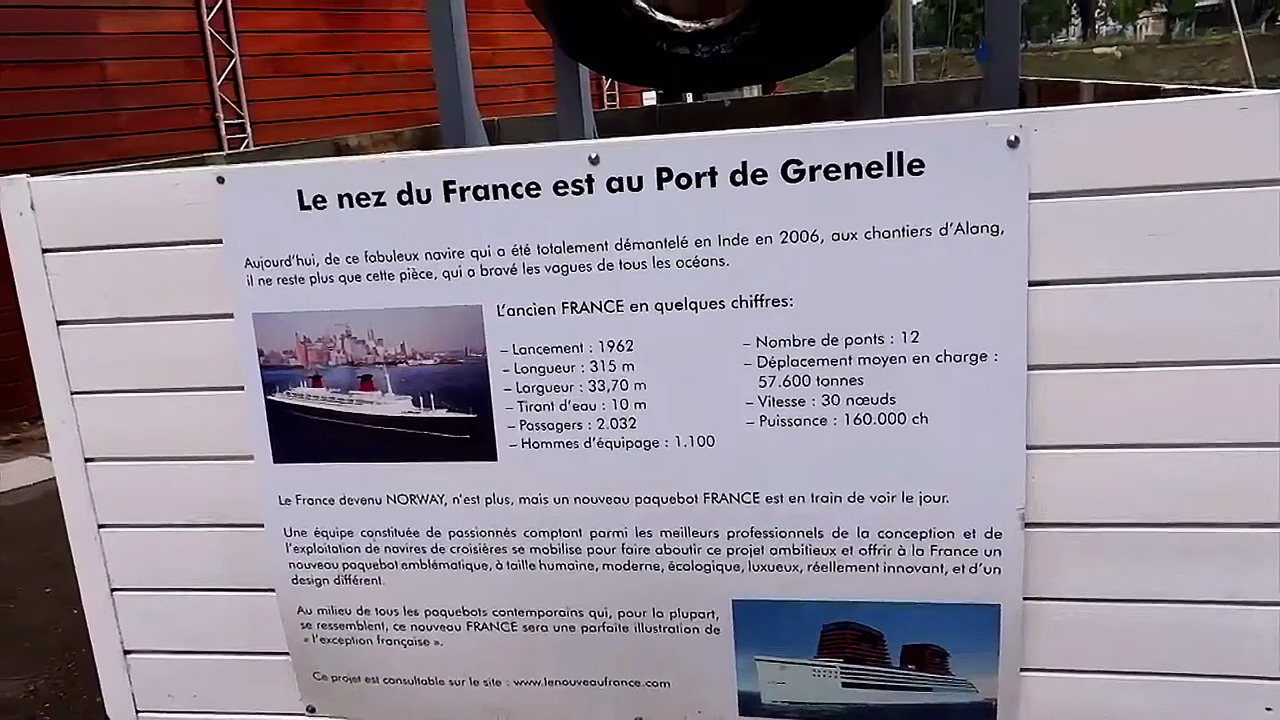 Le nez du France est au Port de Grenelle
Aujourd'hui, de ce fabuleux navire qui a été totalement démantelé en Inde en 2006, aux chantiers d'Alang,
il ne reste plus que cette pièce, qui a bravé les vagues de tous les océans.
L'ancien FRANCE en quelques chiffres:
– Lancement : 1962
– Longueur : 315 m
– Largueur : 33,70 m
– Tirant d'eau : 10 m
– Passagers : 2.032
– Hommes d'équipage : 1.100
– Nombre de ponts : 12
– Déplacement moyen en charge :
57.600 tonnes
– Vitesse : 30 nœuds
– Puissance : 160.000 ch
Le France devenu NORWAY, n'est plus, mais un nouveau paquebot FRANCE est en train de voir le jour.
Une équipe constituée de passionnés comptant parmi les meilleurs professionnels de la conception et de
l'exploitation de navires de croisières se mobilise pour faire aboutir ce projet ambitieux et offrir à la France un
nouveau paquebot emblématique, à taille humaine, moderne, écologique, luxueux, réellement innovant, et d'un
design différent.
Au milieu de tous les paquebots contemporains qui, pour la plupart,
se ressemblent, ce nouveau FRANCE sera une parfaite illustration de
« l'exception française ».
Ce projet est consultable sur le site : www.lenouveaufrance.com